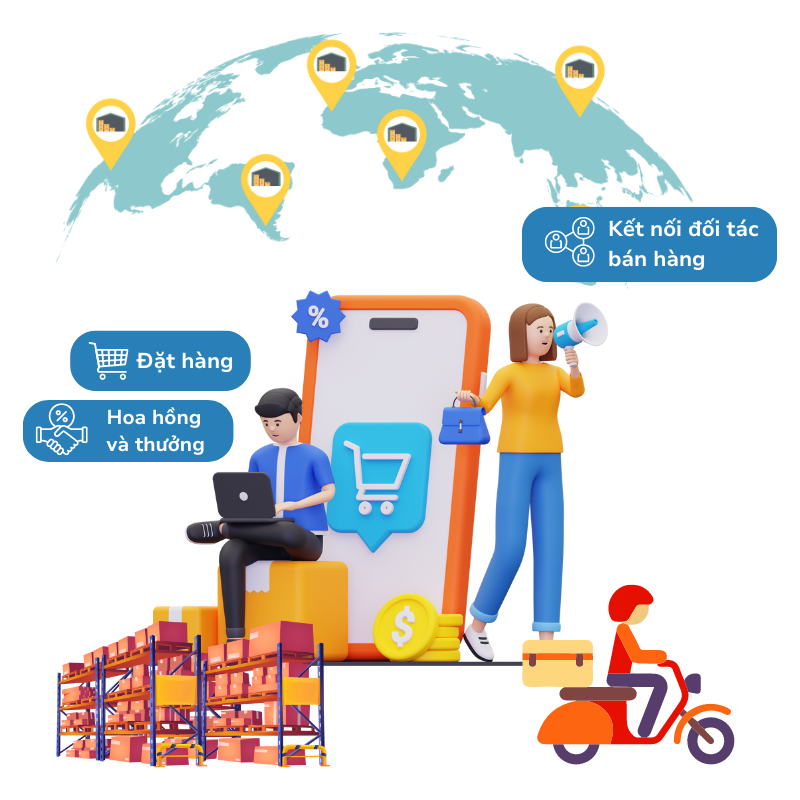 Kết nối đối tác
bán hàng
%
Đặt hàng
%
Hoa hồng
và thưởng
$